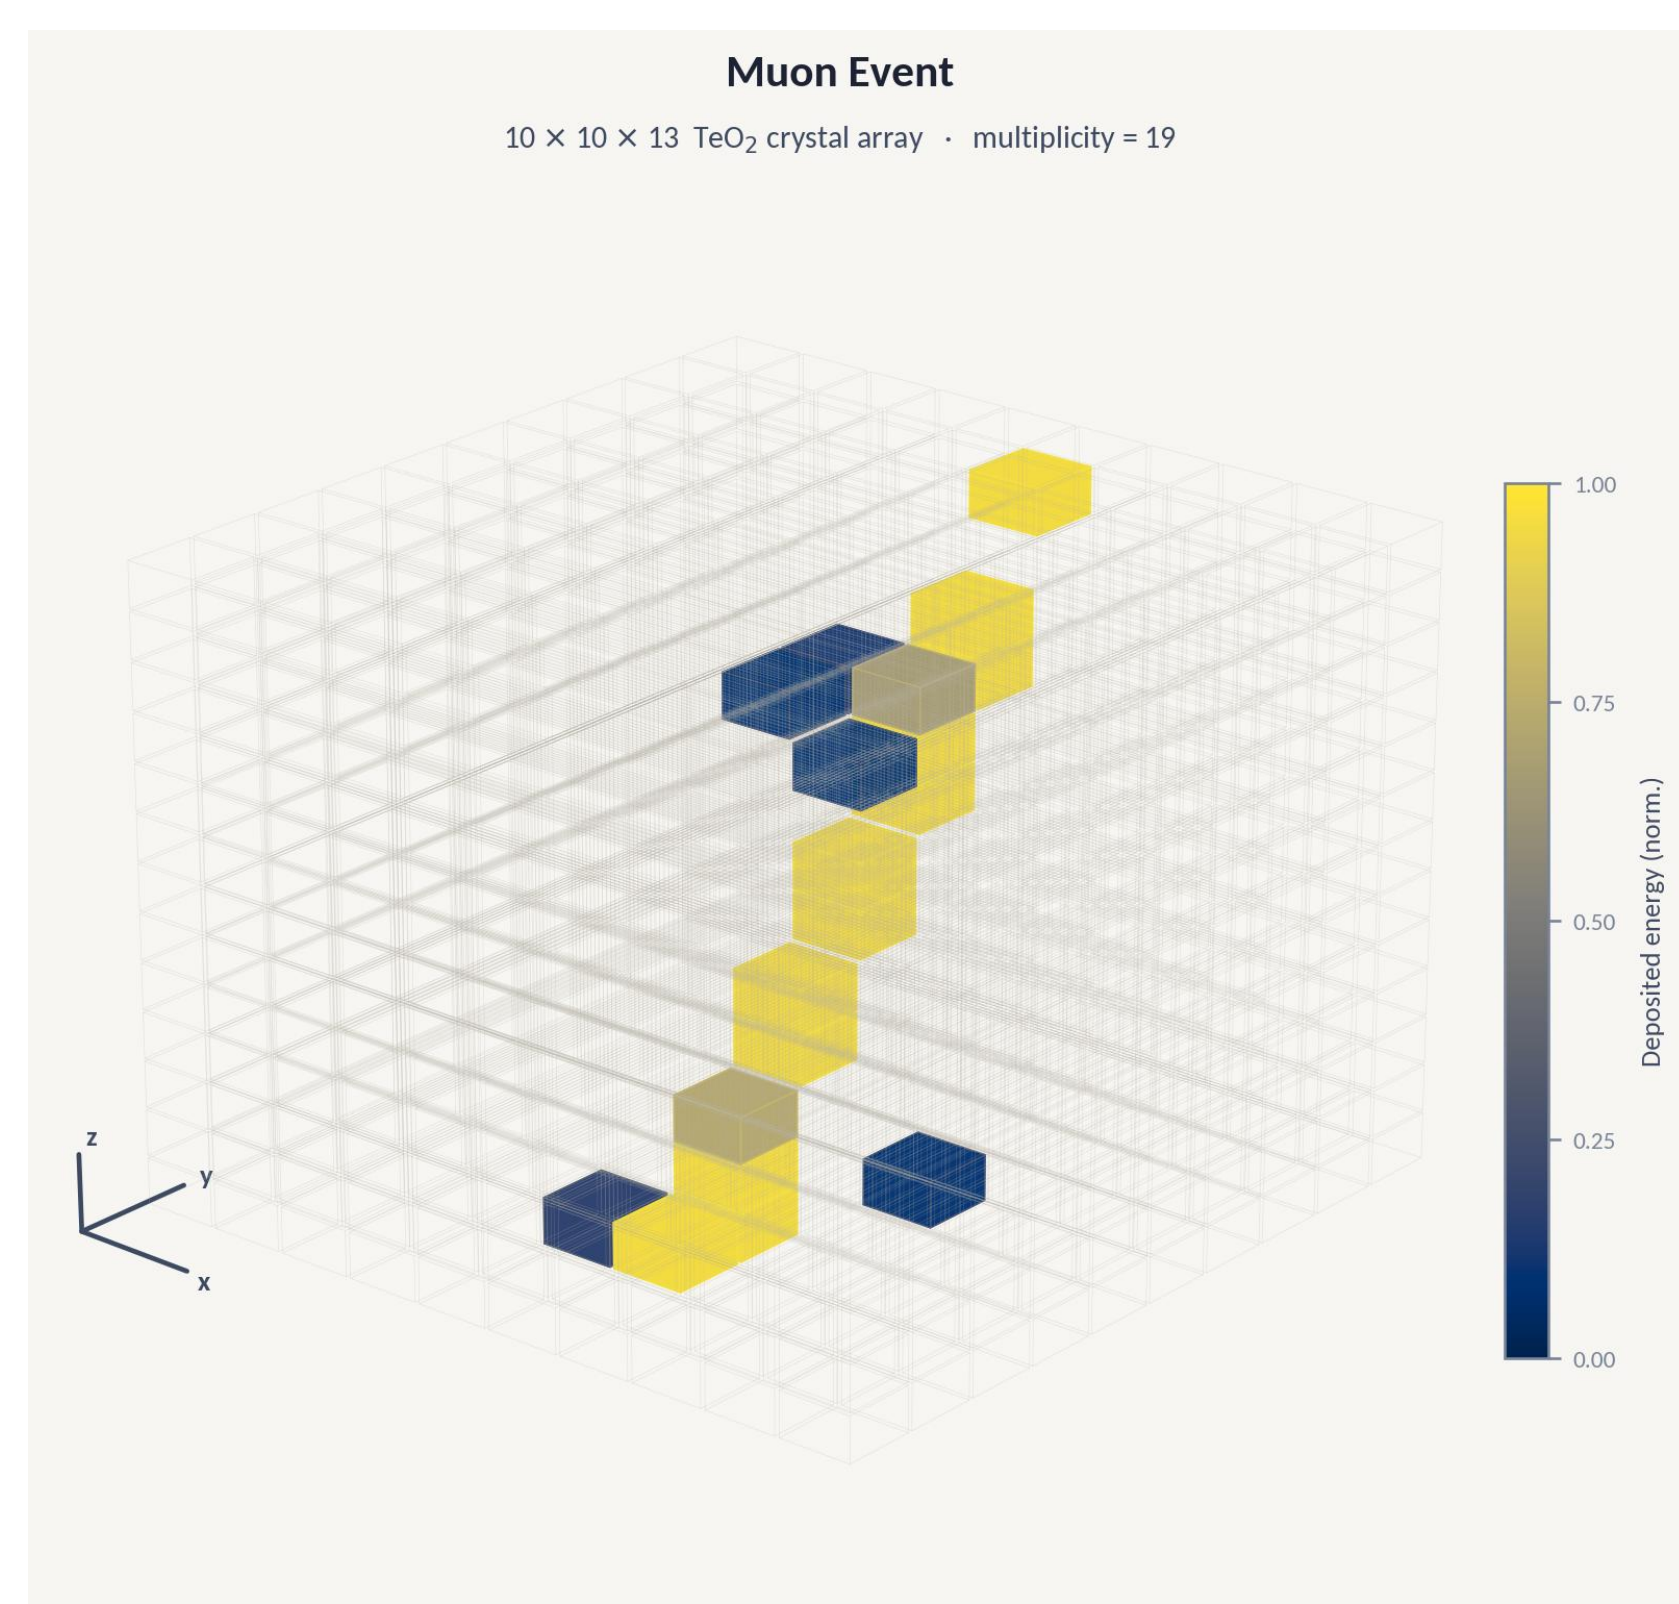 Muon Event
10 × 10 × 13 TeO₂ crystal array · multiplicity = 19
1.00
0.75
0.50
0.25
0.00
Deposited energy (norm.)
z
y
x